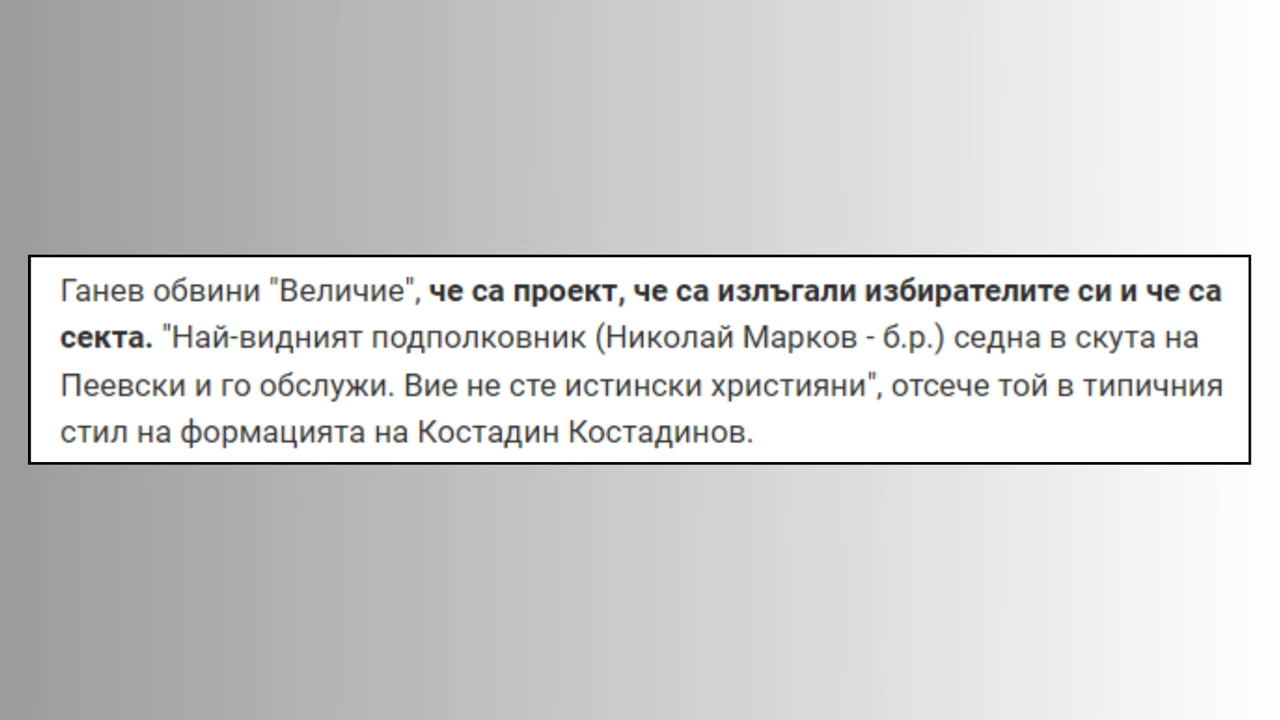 Ганев обвини "Величие", че са проект, че са излъгали избирателите си и че са
секта. "Най-видният подполковник (Николай Марков - б.р.) седна в скута на
Пеевски и го обслужи. Вие не сте истински християни", отсече той в типичния
стил на формацията на Костадин Костадинов.